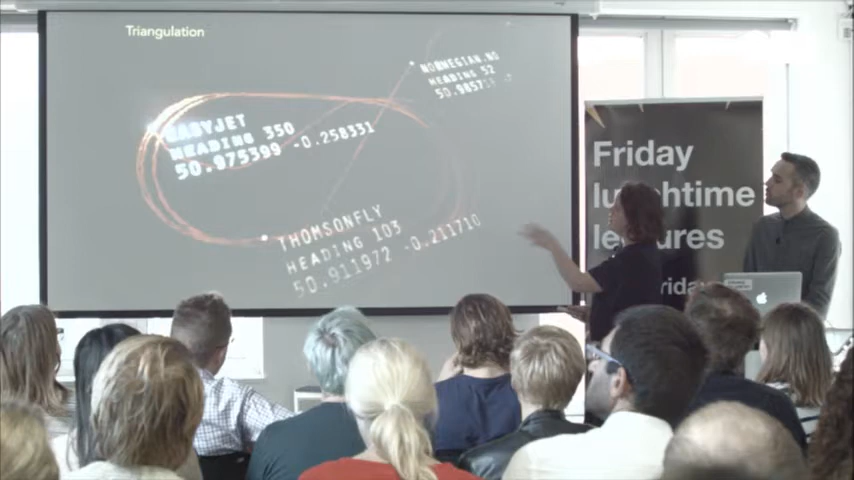 Triangulation
NORWEGIAN.NO
HEADING 52
EASYJET
HEADING 350
50.975399 -0.258331
THOMSONFLY
HEADING 103
50.911972 -0.211710
Friday
lunchtime
lectures